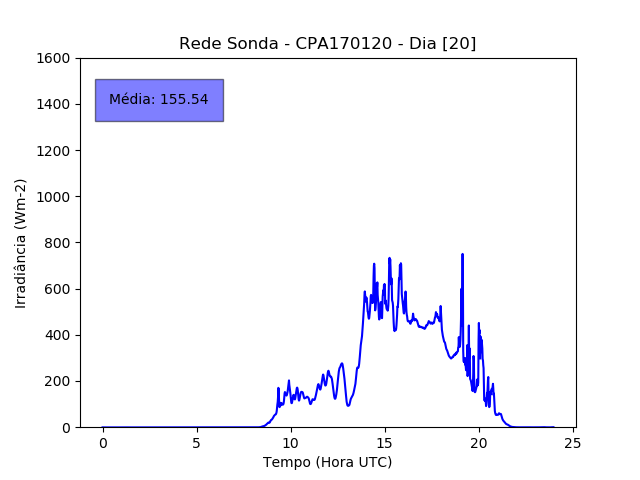 Rede Sonda - CPA170120 - Dia [20]
1600
1400
1200
1000
800
600
400
200
0
Irradiância (Wm-2)
Média: 155.54
0 5 10 15 20 25
Tempo (Hora UTC)